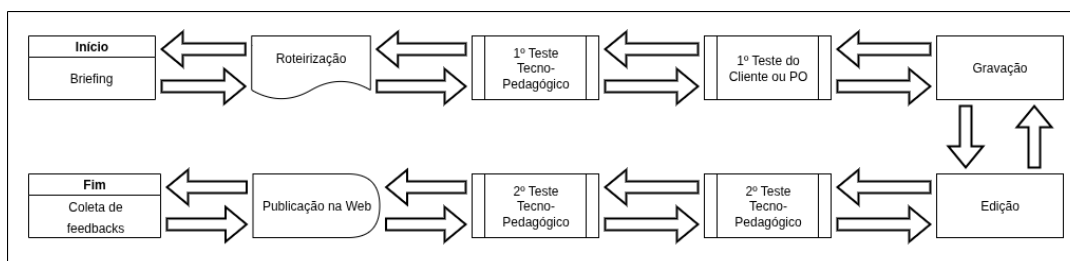 Início
Briefing
Roteirização
1º Teste
Tecno-
Pedagógico
1º Teste do
Cliente ou PO
Gravação
Fim
Coleta de
feedbacks
Publicação na Web
2º Teste
Tecno-
Pedagógico
2º Teste
Tecno-
Pedagógico
Edição